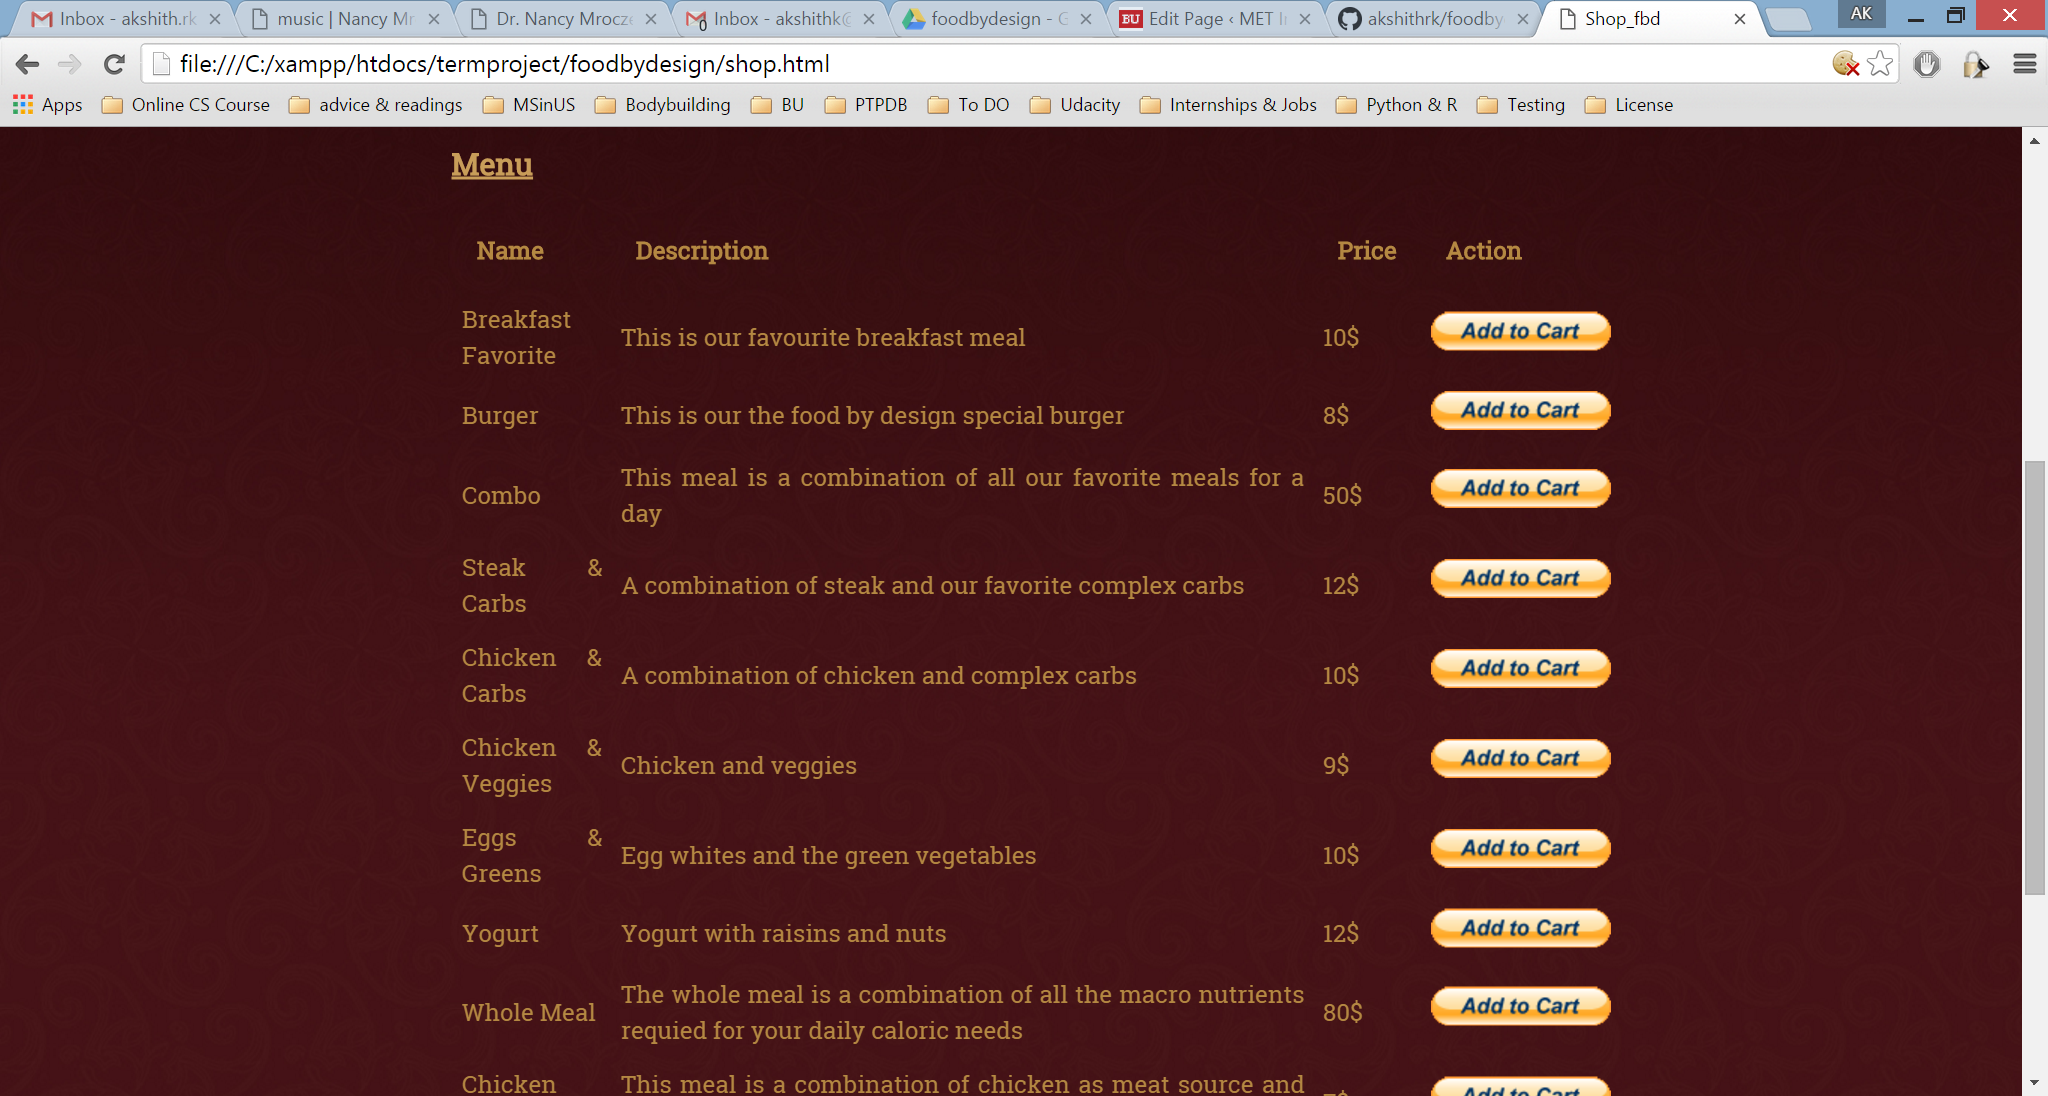 Inbox - akshith.rk
music | Nancy Mr
Dr. Nancy Mrocze
Inbox - akshithk@
foodbydesign - G
BU Edit Page ‹ MET I
akshithrk/foodby
Shop_fbd
AK
file:///C:/xampp/htdocs/termproject/foodbydesign/shop.html
Apps Online CS Course advice & readings MSinUS Bodybuilding BU PTPDB To DO Udacity Internships & Jobs Python & R Testing License
Menu
Name Description Price Action
Breakfast
Favorite
This is our favourite breakfast meal 10$ Add to Cart
Burger This is our the food by design special burger 8$ Add to Cart
Combo
This meal is a combination of all our favorite meals for a
day
50$ Add to Cart
Steak &
Carbs
A combination of steak and our favorite complex carbs 12$ Add to Cart
Chicken &
Carbs
A combination of chicken and complex carbs 10$ Add to Cart
Chicken &
Veggies
Chicken and veggies 9$ Add to Cart
Eggs &
Greens
Egg whites and the green vegetables 10$ Add to Cart
Yogurt Yogurt with raisins and nuts 12$ Add to Cart
Whole Meal
The whole meal is a combination of all the macro nutrients
requied for your daily caloric needs
80$ Add to Cart
Chicken
This meal is a combination of chicken as meat source and
Add to Cart